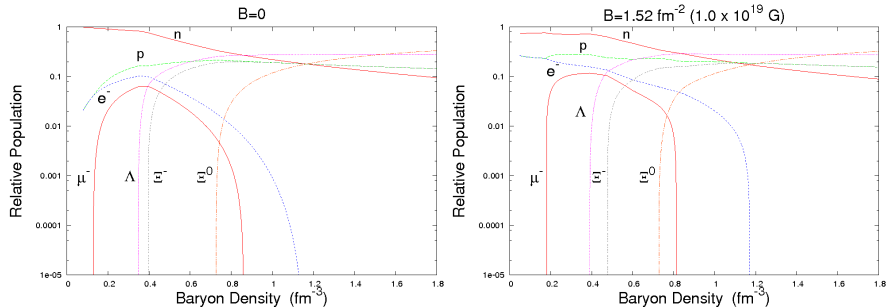 B=0
Relative Population
1
0.1
0.01
0.001
0.0001
1e-05
n
p
e⁻
μ⁻
Λ
Ξ⁻
Ξ⁰
0 0.2 0.4 0.6 0.8 1 1.2 1.4 1.6 1.8
Baryon Density (fm⁻³)
B=1.52 fm⁻² (1.0 x 10¹⁹ G)
Relative Population
1
0.1
0.01
0.001
0.0001
1e-05
n
p
e⁻
Λ
μ⁻
Ξ⁻
Ξ⁰
0 0.2 0.4 0.6 0.8 1 1.2 1.4 1.6 1.8
Baryon Density (fm⁻³)